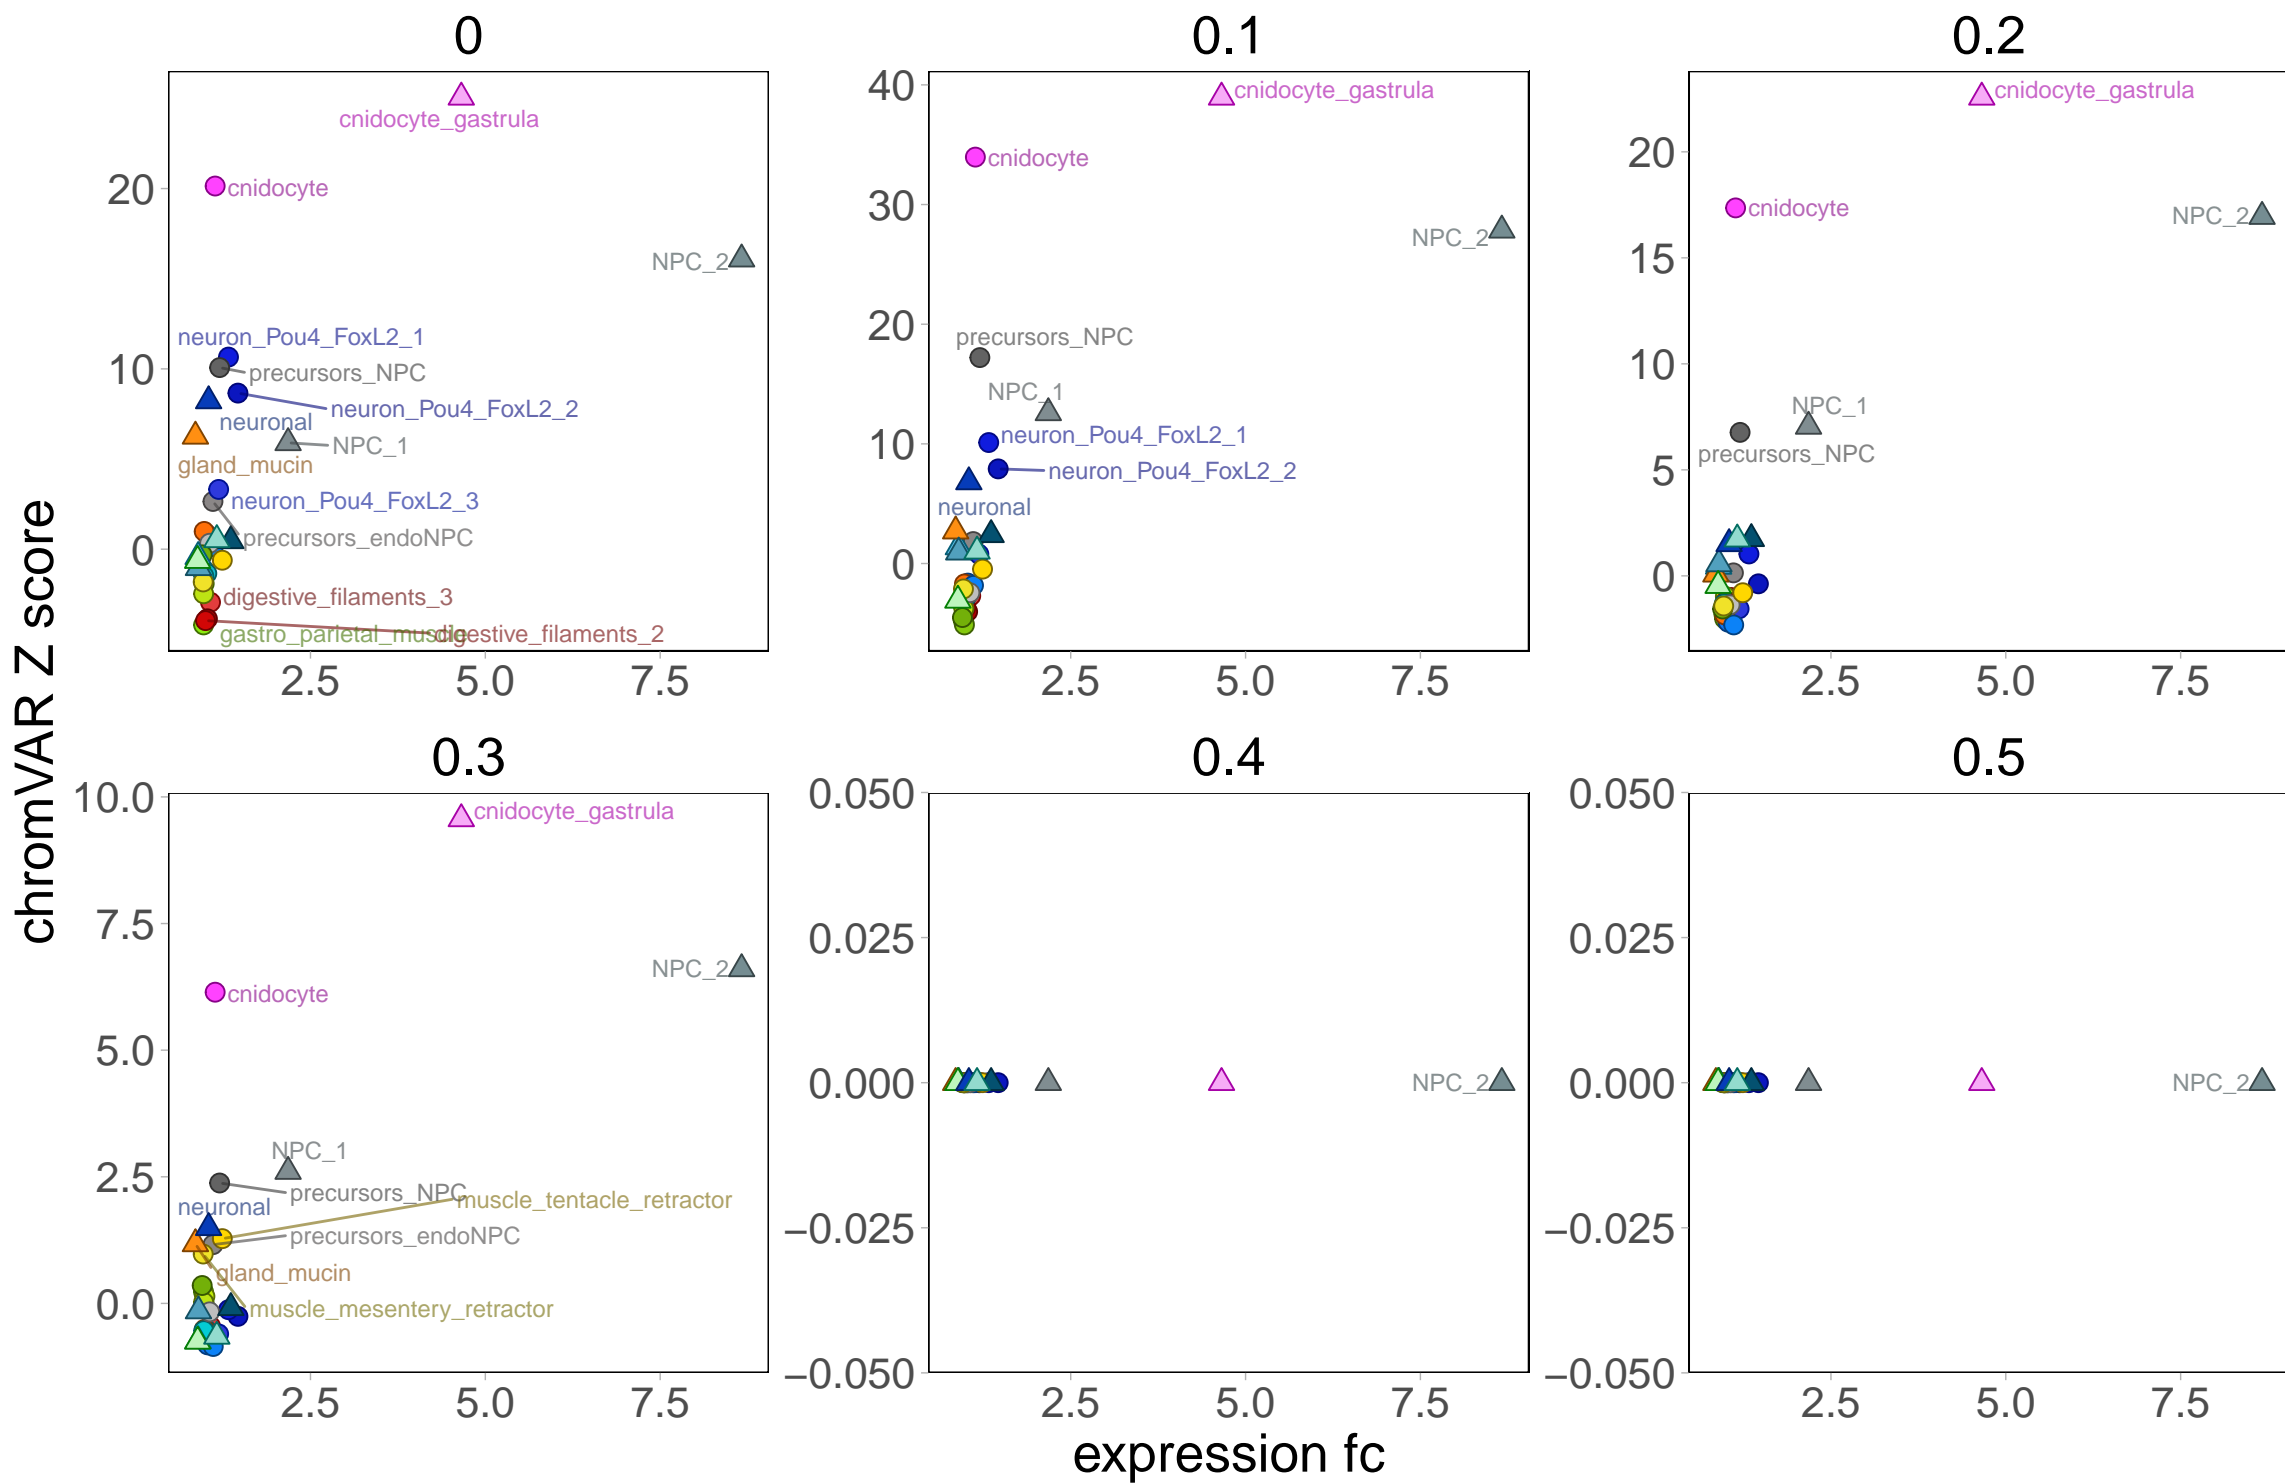 0
0.1
0.2
chromVAR Z score
20
10
0
cnidocyte_gastrula
cnidocyte
NPC_2
neuron_Pou4_FoxL2_1
precursors_NPC
neuron_Pou4_FoxL2_2
neuronal
NPC_1
gland_mucin
neuron_Pou4_FoxL2_3
precursors_endoNPC
digestive_filaments_3
gastro_parietal_muscle
digestive_filaments_2
2.5 5.0 7.5
40
30
20
10
0
cnidocyte_gastrula
cnidocyte
NPC_2
precursors_NPC
NPC_1
neuron_Pou4_FoxL2_1
neuron_Pou4_FoxL2_2
neuronal
2.5 5.0 7.5
20
15
10
5
0
cnidocyte_gastrula
cnidocyte
NPC_2
NPC_1
precursors_NPC
2.5 5.0 7.5
0.3
0.4
0.5
10.0
7.5
5.0
2.5
0.0
cnidocyte_gastrula
NPC_2
cnidocyte
NPC_1
precursors_NPC
muscle_tentacle_retractor
neuronal
precursors_endoNPC
gland_mucin
muscle_mesentery_retractor
2.5 5.0 7.5
0.050
0.025
0.000
−0.025
−0.050
NPC_2
2.5 5.0 7.5
0.050
0.025
0.000
−0.025
−0.050
NPC_2
2.5 5.0 7.5
expression fc